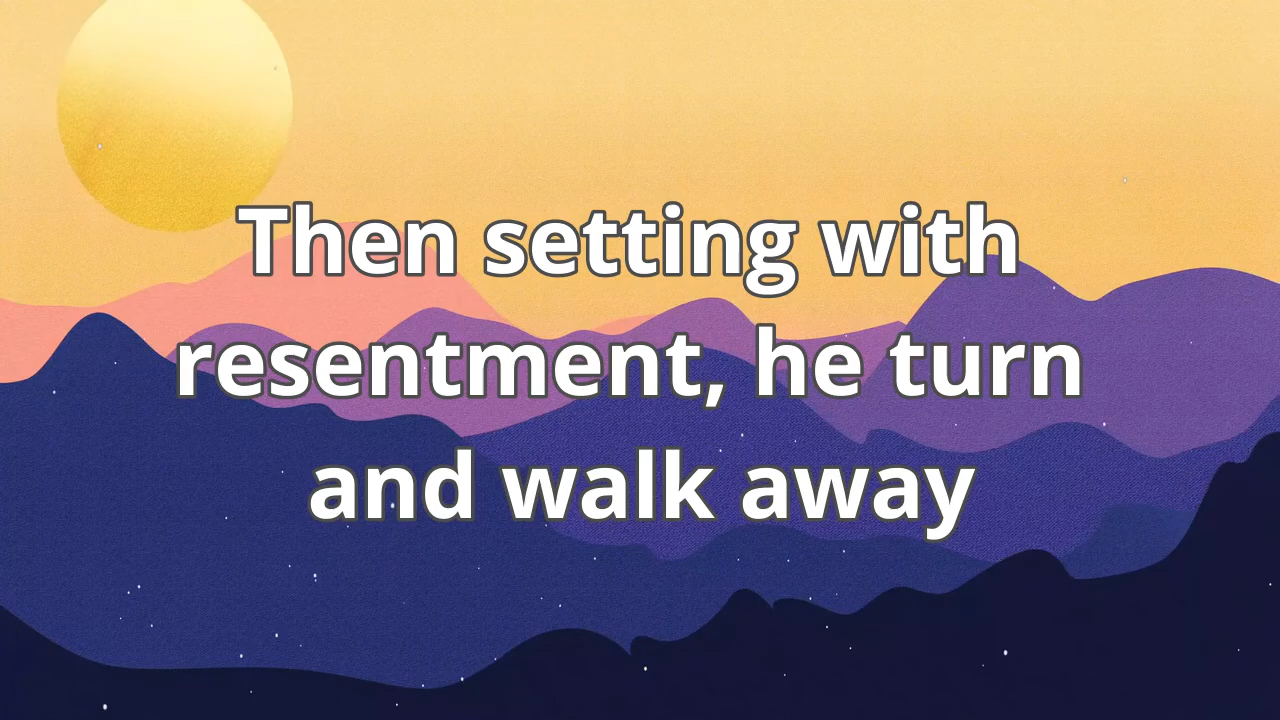 Then setting with
resentment, he turn
and walk away